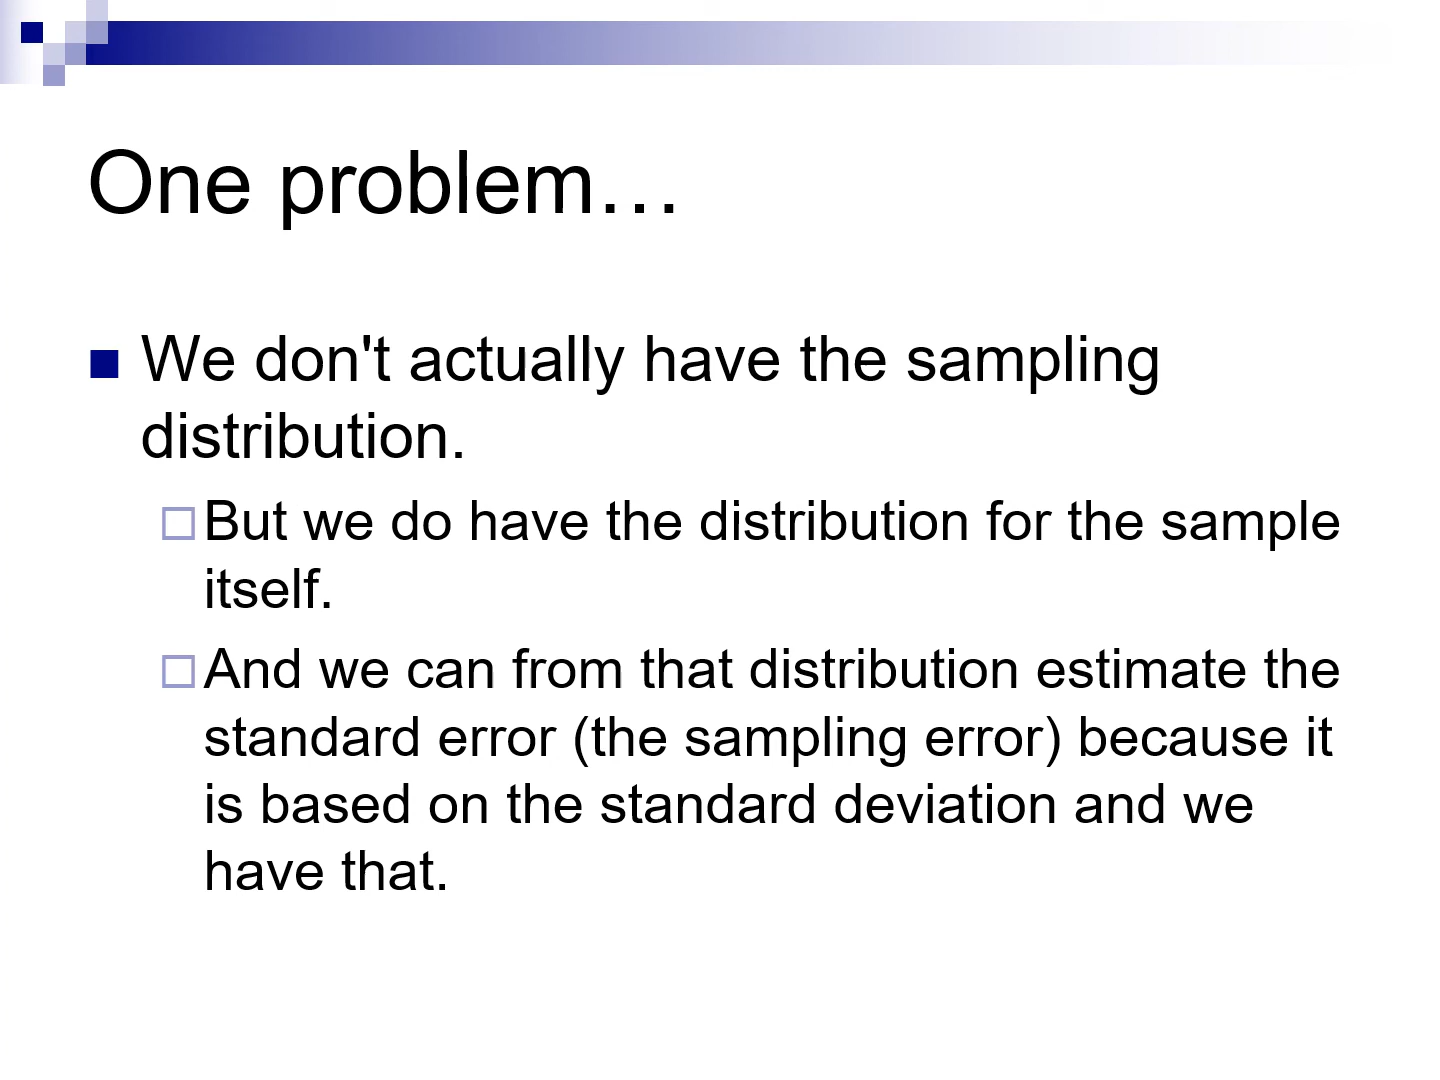 One problem…
We don't actually have the sampling
distribution.
But we do have the distribution for the sample
itself.
And we can from that distribution estimate the
standard error (the sampling error) because it
is based on the standard deviation and we
have that.